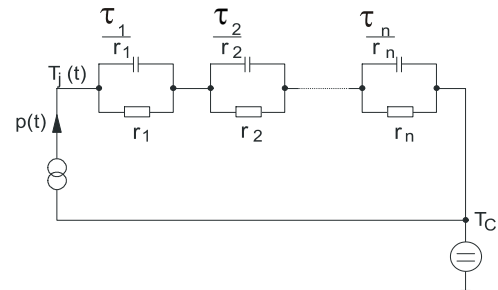 τ1 τ2 τn
r1 r2 rn
Tj (t)
p(t)
r1 r2 rn
TC